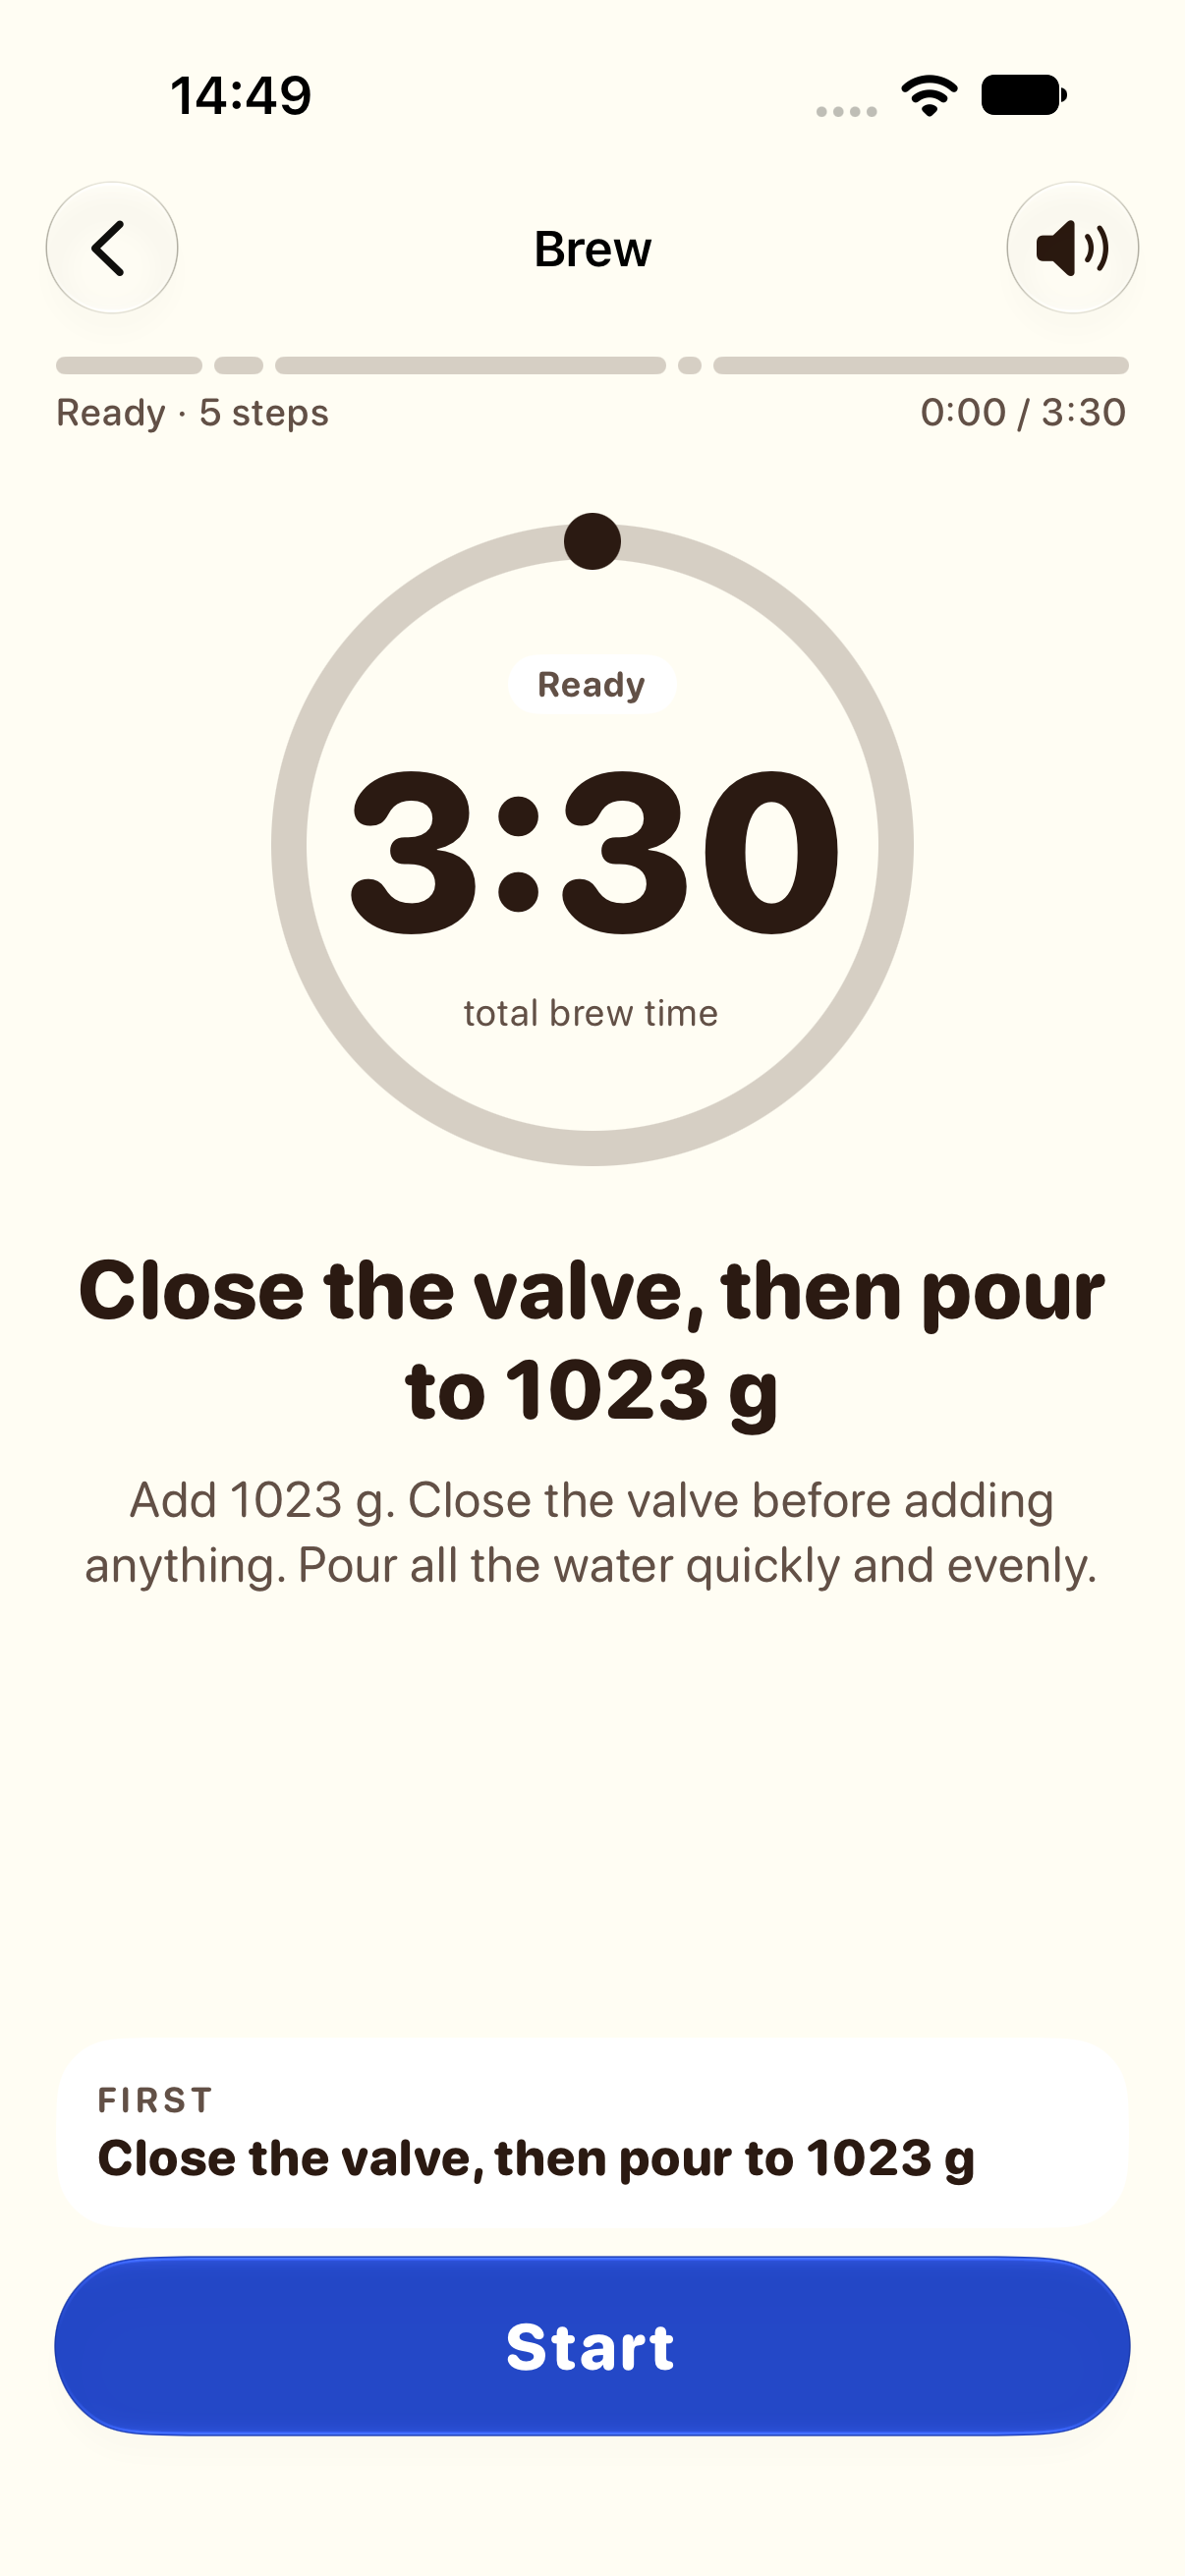 14:49
Brew
Ready · 5 steps
0:00 / 3:30
Ready
3:30
total brew time
Close the valve, then pour
to 1023 g
Add 1023 g. Close the valve before adding
anything. Pour all the water quickly and evenly.
FIRST
Close the valve, then pour to 1023 g
Start